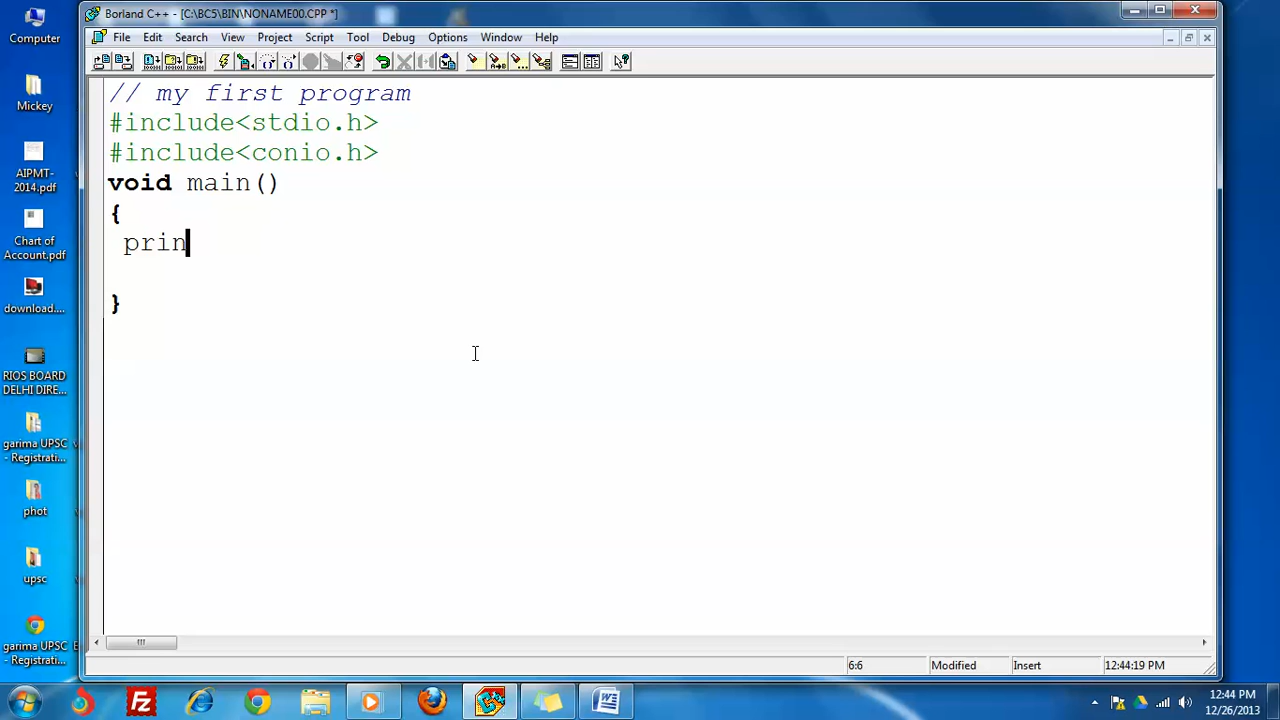 Borland C++ - [C:\BC5\BIN\NONAME00.CPP *]
File Edit Search View Project Script Tool Debug Options Window Help
// my first program
#include<stdio.h>
#include<conio.h>
void main()
{
prin
}
6:6 Modified Insert 12:44:19 PM
Computer
Mickey
AIPMT-
2014.pdf
Chart of
Account.pdf
download....
RIOS BOARD
DELHI DIRE...
garima UPSC
- Registrati...
phot
upsc
garima UPSC
- Registrati...
12:44 PM
12/26/2013